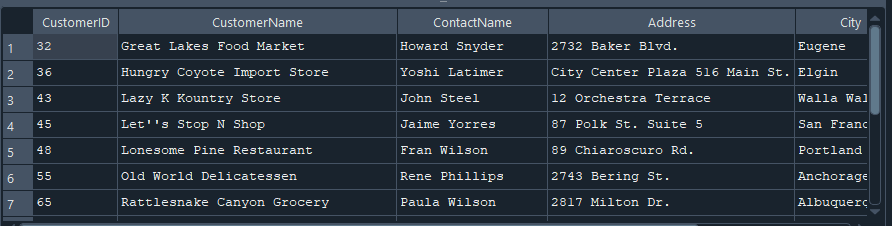 CustomerID CustomerName ContactName Address City
1 32 Great Lakes Food Market Howard Snyder 2732 Baker Blvd. Eugene
2 36 Hungry Coyote Import Store Yoshi Latimer City Center Plaza 516 Main St. Elgin
3 43 Lazy K Kountry Store John Steel 12 Orchestra Terrace Walla Wal
4 45 Let''s Stop N Shop Jaime Yorres 87 Polk St. Suite 5 San Franc
5 48 Lonesome Pine Restaurant Fran Wilson 89 Chiaroscuro Rd. Portland
6 55 Old World Delicatessen Rene Phillips 2743 Bering St. Anchorage
7 65 Rattlesnake Canyon Grocery Paula Wilson 2817 Milton Dr. Albuquerq